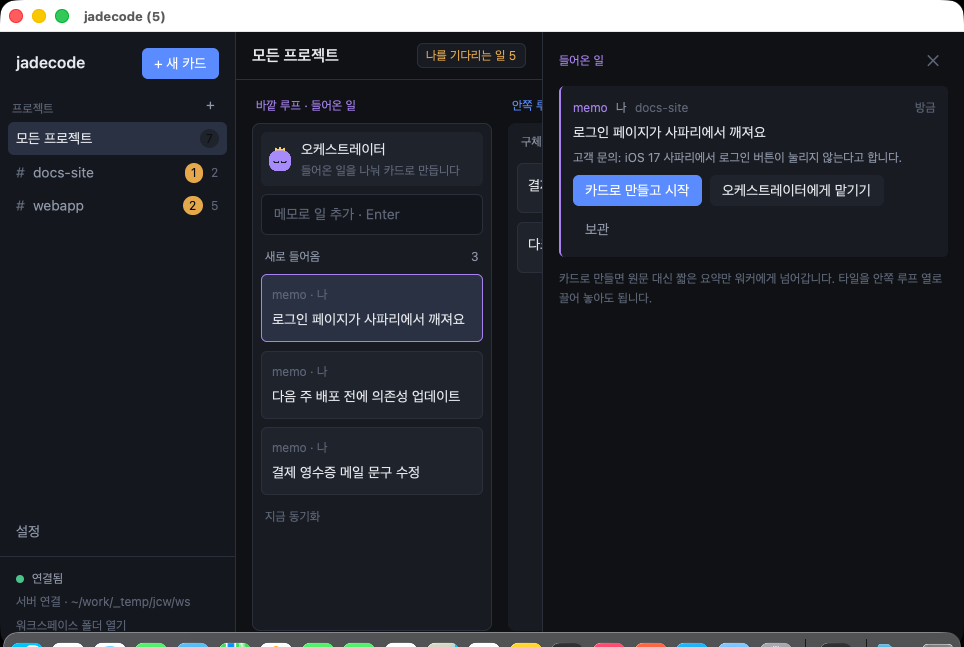 jadecode (5)
jadecode
+ 새 카드
프로젝트
+
모든 프로젝트 7
# docs-site 1 2
# webapp 2 5
설정
연결됨
서버 연결 · ~/work/_temp/jcw/ws
워크스페이스 폴더 열기
모든 프로젝트
나를 기다리는 일 5
바깥 루프 · 들어온 일
오케스트레이터
들어온 일을 나눠 카드로 만듭니다
메모로 일 추가 · Enter
새로 들어옴 3
memo · 나
로그인 페이지가 사파리에서 깨져요
memo · 나
다음 주 배포 전에 의존성 업데이트
memo · 나
결제 영수증 메일 문구 수정
지금 동기화
안쪽
구체
들어온 일
memo 나 docs-site 방금
로그인 페이지가 사파리에서 깨져요
고객 문의: iOS 17 사파리에서 로그인 버튼이 눌리지 않는다고 합니다.
카드로 만들고 시작
오케스트레이터에게 맡기기
보관
카드로 만들면 원문 대신 짧은 요약만 워커에게 넘어갑니다. 타일을 안쪽 루프 열로
끌어 놓아도 됩니다.